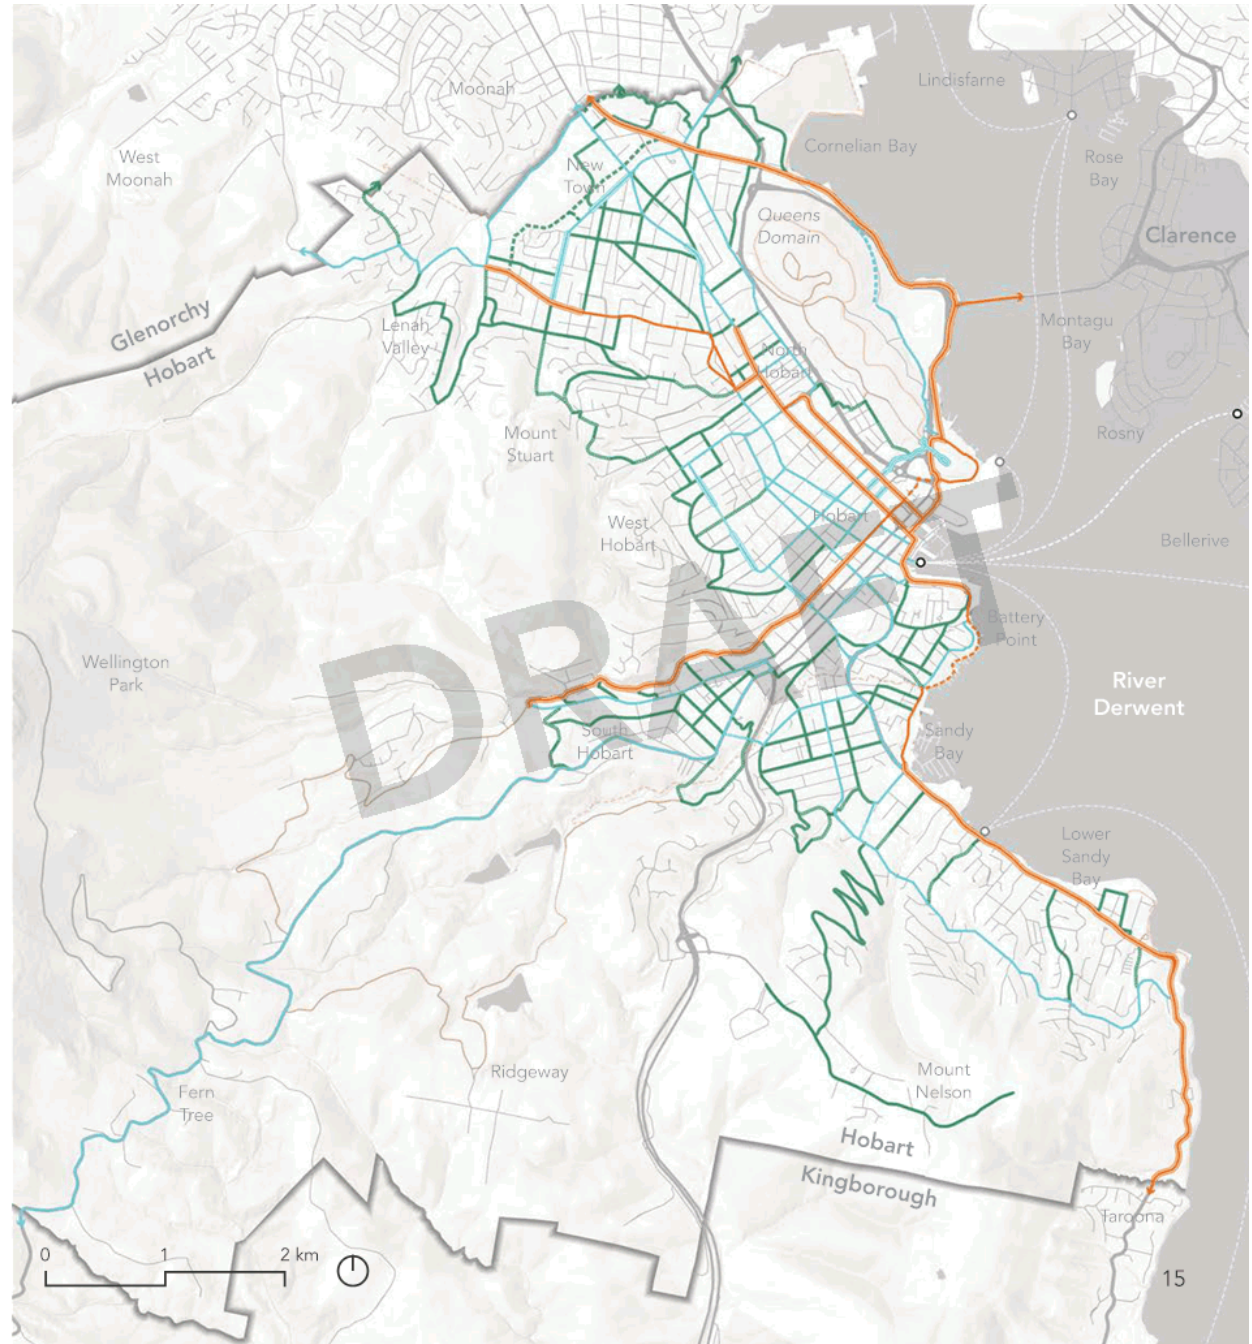 Moonah
Lindisfarne
West
Moonah
Cornelian Bay
Rose
Bay
New
Town
Queens
Domain
Clarence
Glenorchy
Hobart
Lenah
Valley
Montagu
Bay
North
Hobart
Mount
Stuart
Rosny
West
Hobart
Hobart
Bellerive
DRAFT
Battery
Point
Wellington
Park
River
Derwent
South
Hobart
Sandy
Bay
Lower
Sandy
Bay
Ridgeway
Mount
Nelson
Fern
Tree
Hobart
Kingborough
Taroona
0 1 2 km
15